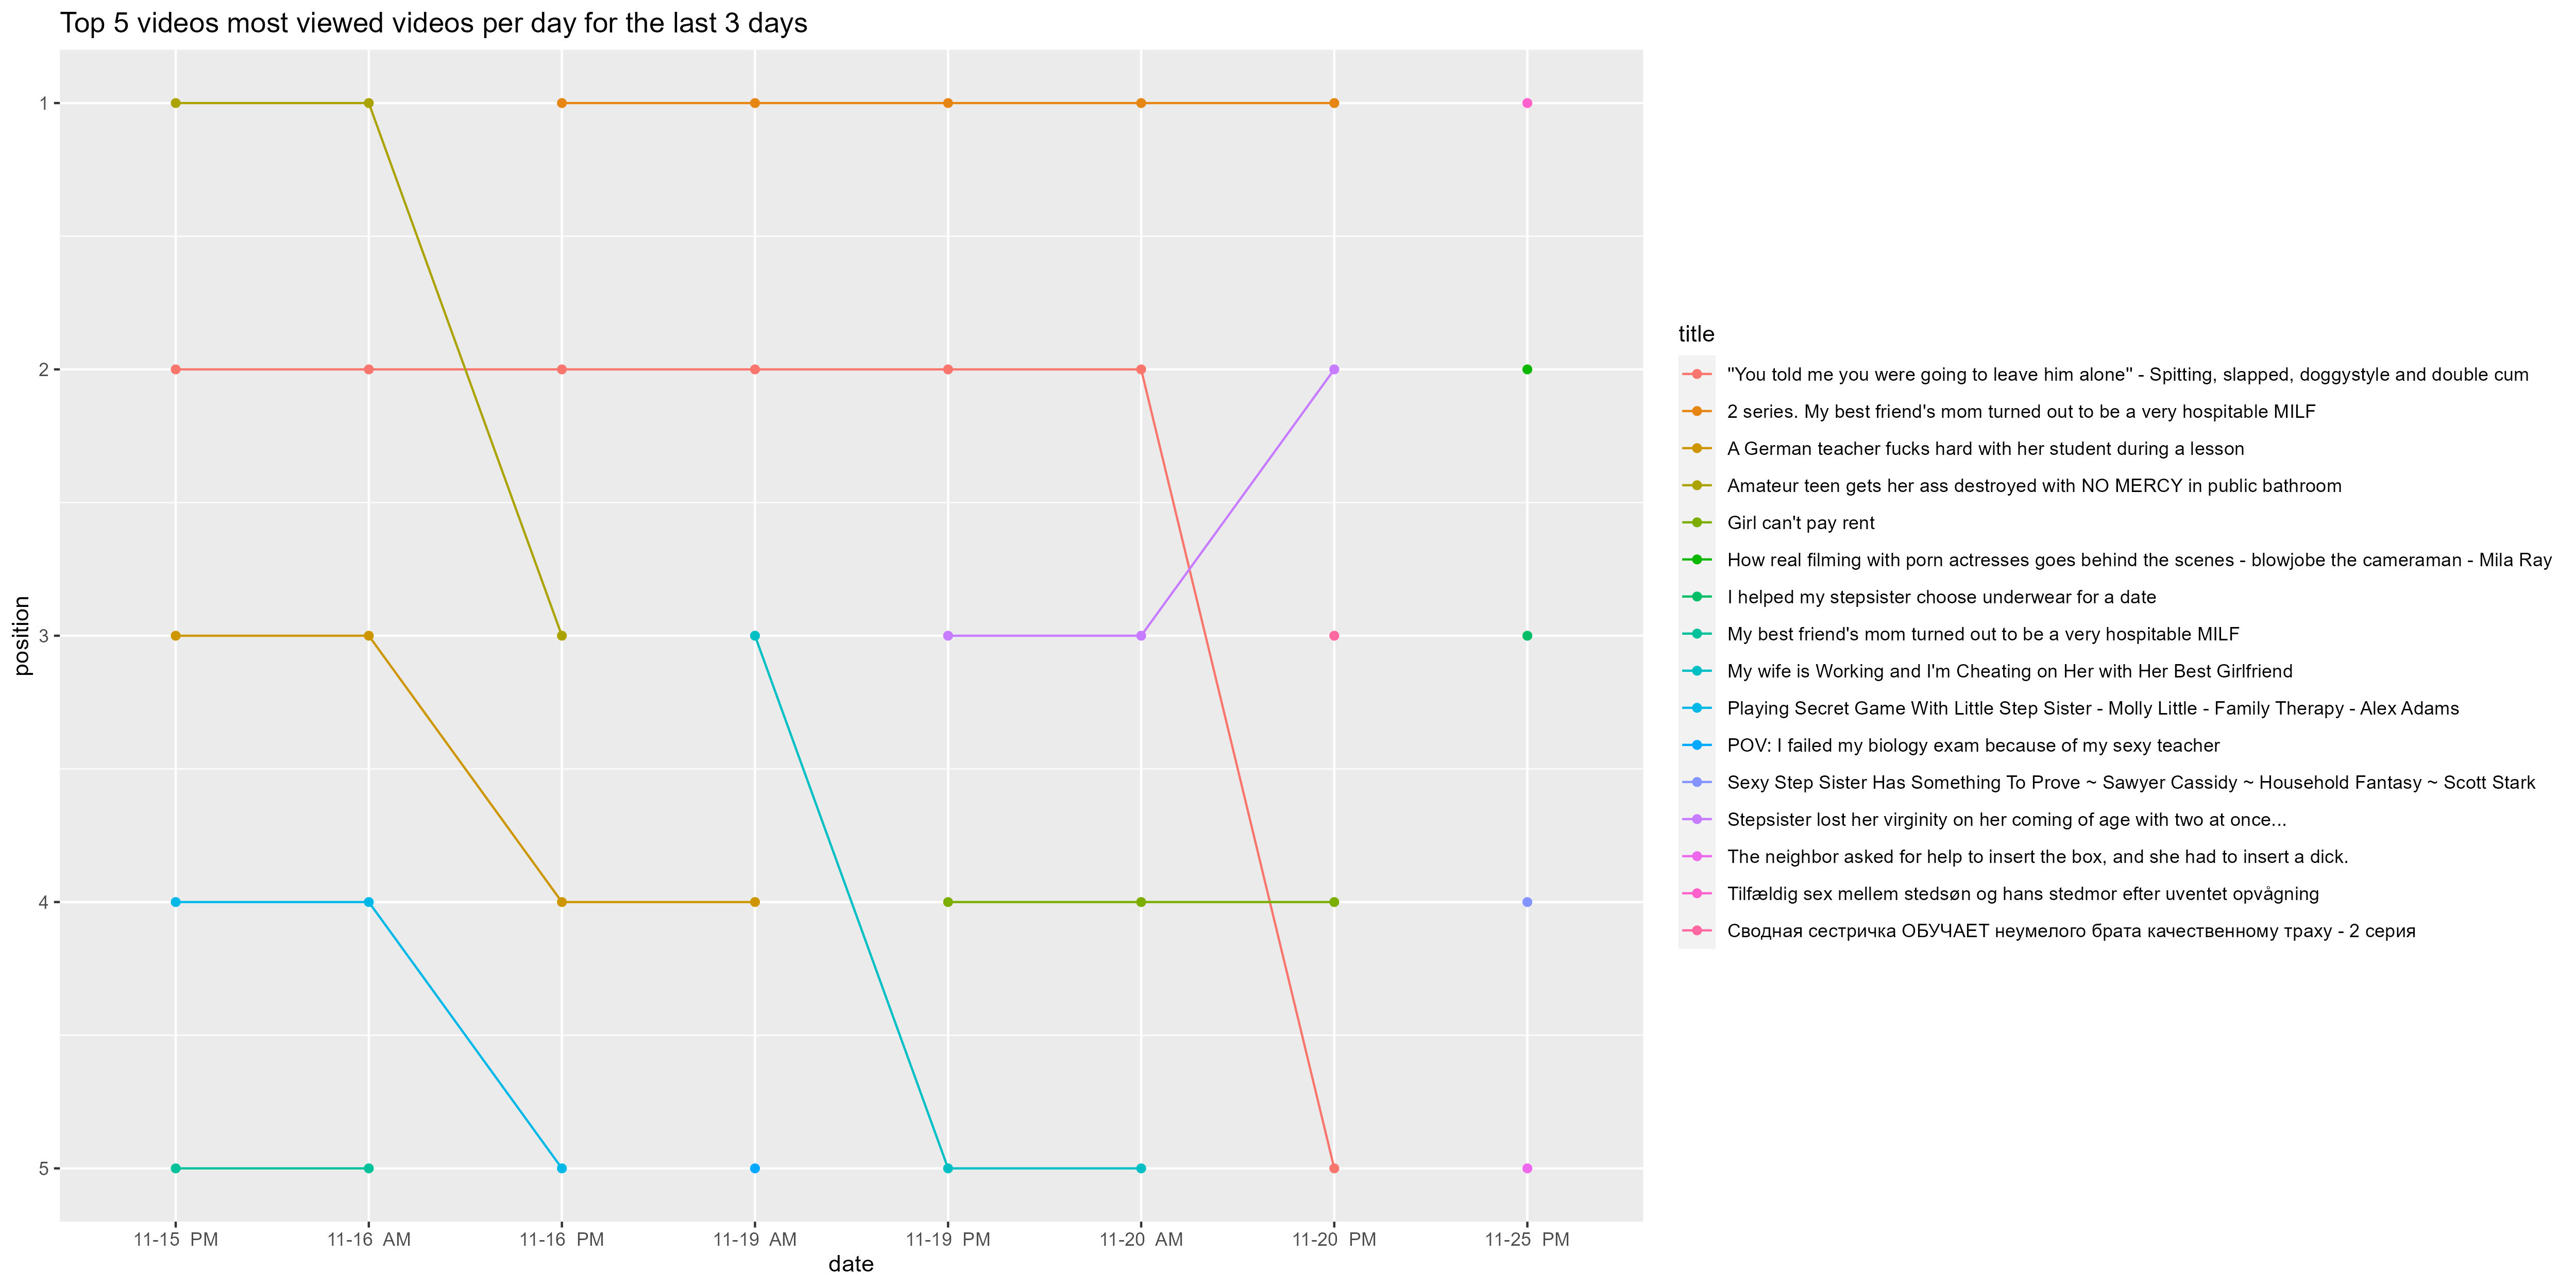 Top 5 videos most viewed videos per day for the last 3 days
1
2
3
4
5
position
11-15 PM
11-16 AM
11-16 PM
11-19 AM
11-19 PM
11-20 AM
11-20 PM
11-25 PM
date
title
"You told me you were going to leave him alone" - Spitting, slapped, doggystyle and double cum
2 series. My best friend's mom turned out to be a very hospitable MILF
A German teacher fucks hard with her student during a lesson
Amateur teen gets her ass destroyed with NO MERCY in public bathroom
Girl can't pay rent
How real filming with porn actresses goes behind the scenes - blowjobe the cameraman - Mila Ray
I helped my stepsister choose underwear for a date
My best friend's mom turned out to be a very hospitable MILF
My wife is Working and I'm Cheating on Her with Her Best Girlfriend
Playing Secret Game With Little Step Sister - Molly Little - Family Therapy - Alex Adams
POV: I failed my biology exam because of my sexy teacher
Sexy Step Sister Has Something To Prove ~ Sawyer Cassidy ~ Household Fantasy ~ Scott Stark
Stepsister lost her virginity on her coming of age with two at once...
The neighbor asked for help to insert the box, and she had to insert a dick.
Tilfældig sex mellem stedsøn og hans stedmor efter uventet opvågning
Сводная сестричка ОБУЧАЕТ неумелого брата качественному траху - 2 серия